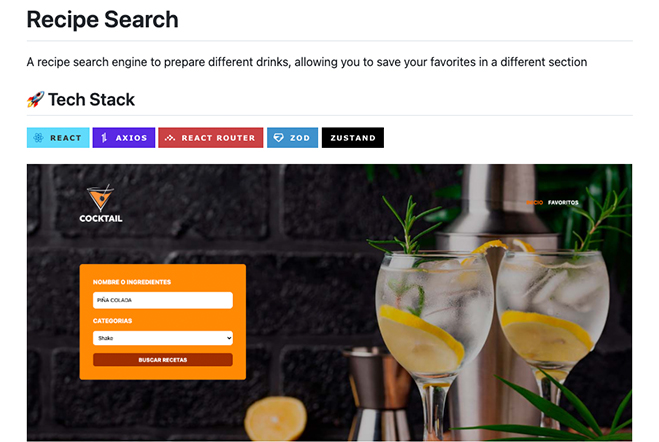 Recipe Search
A recipe search engine to prepare different drinks, allowing you to save your favorites in a different section
🚀 Tech Stack
REACT AXIOS REACT ROUTER ZOD ZUSTAND
COCKTAIL
INICIO FAVORITOS
NOMBRE O INGREDIENTES
PIÑA COLADA
CATEGORIAS
Shake
BUSCAR RECETAS